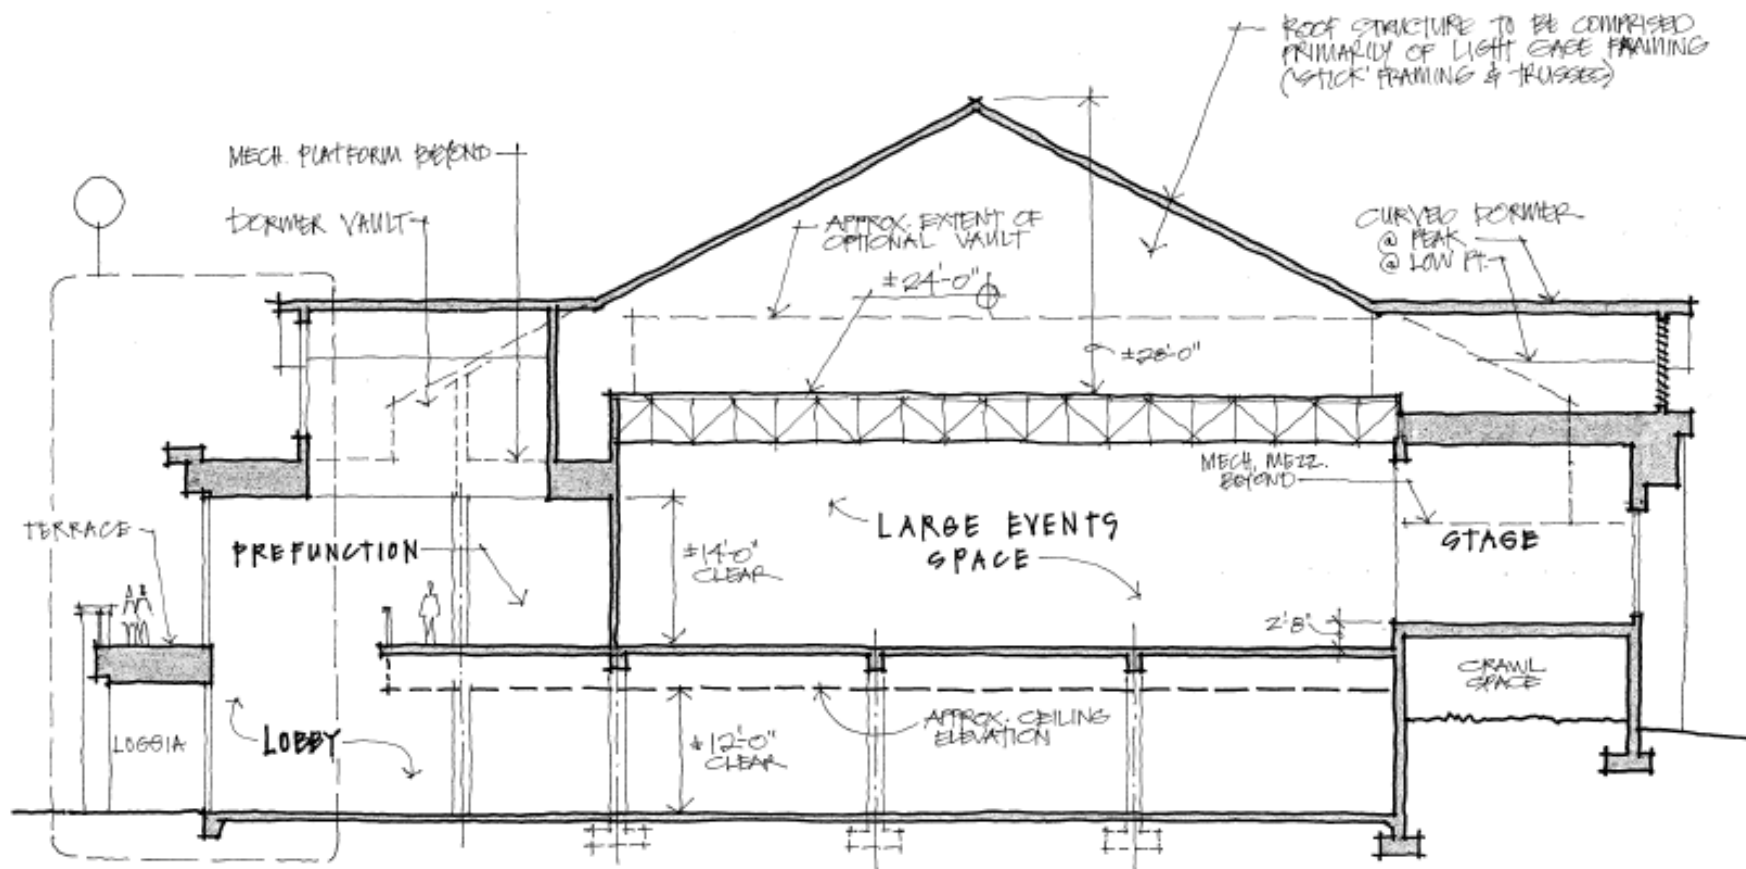 ROOF STRUCTURE TO BE COMPRISED
PRIMARILY OF LIGHT GAGE FRAMING
('STICK' FRAMING & TRUSSES)
MECH. PLATFORM BEYOND
DORMER VAULT
APPROX. EXTENT OF
OPTIONAL VAULT
±24'-0"
CURVED DORMER
@ PEAK
@ LOW PT.
±28'-0"
MECH. MEZZ.
BEYOND
TERRACE
PREFUNCTION
±14'-0"
CLEAR
LARGE EVENTS
SPACE
STAGE
2'8"
CRAWL
SPACE
LOGGIA
LOBBY
±12'-0"
CLEAR
APPROX. CEILING
ELEVATION